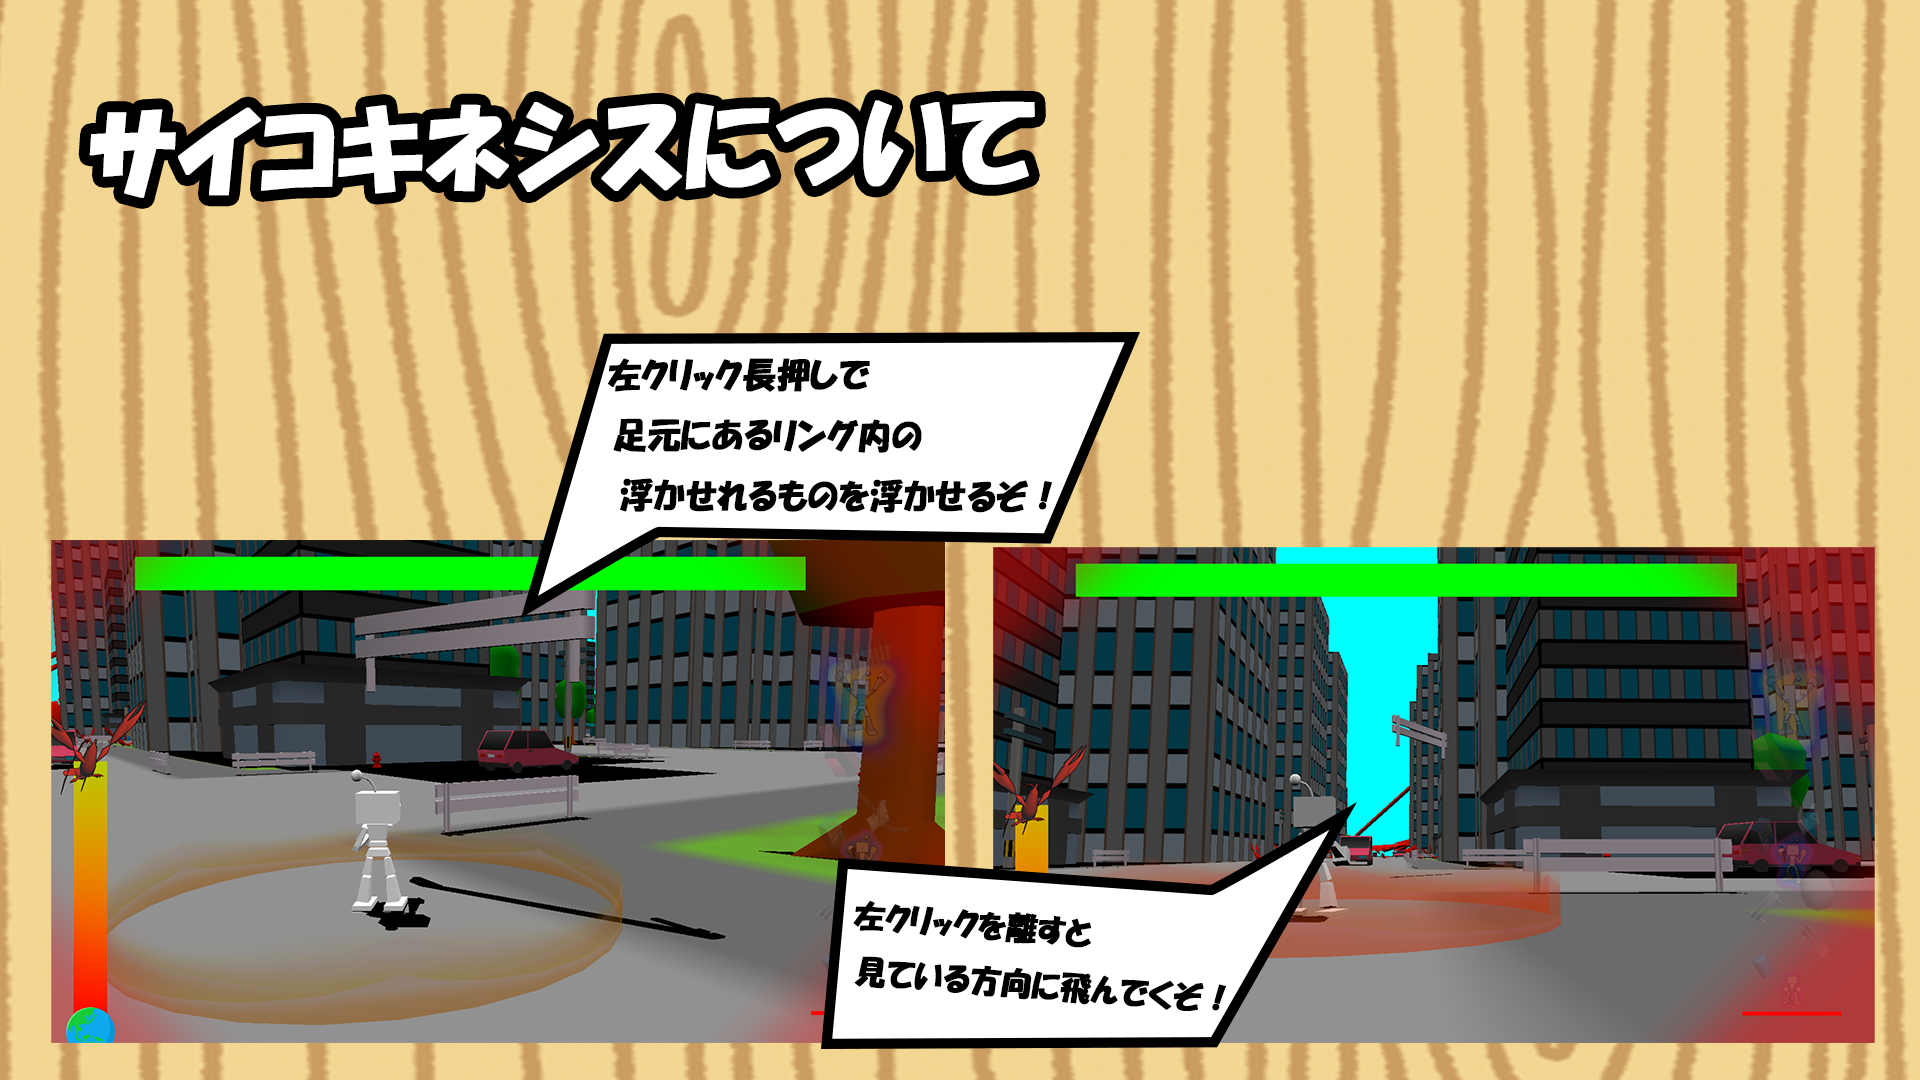 サイコキネシスについて
左クリック長押しで
足元にあるリング内の
浮かせれるものを浮かせるぞ！
左クリックを離すと
見ている方向に飛んでくぞ！